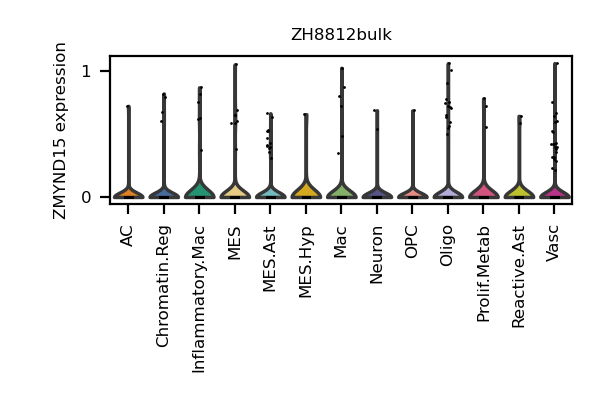 ZH8812bulk
ZMYND15 expression
1
0
AC
Chromatin.Reg
Inflammatory.Mac
MES
MES.Ast
MES.Hyp
Mac
Neuron
OPC
Oligo
Prolif.Metab
Reactive.Ast
Vasc